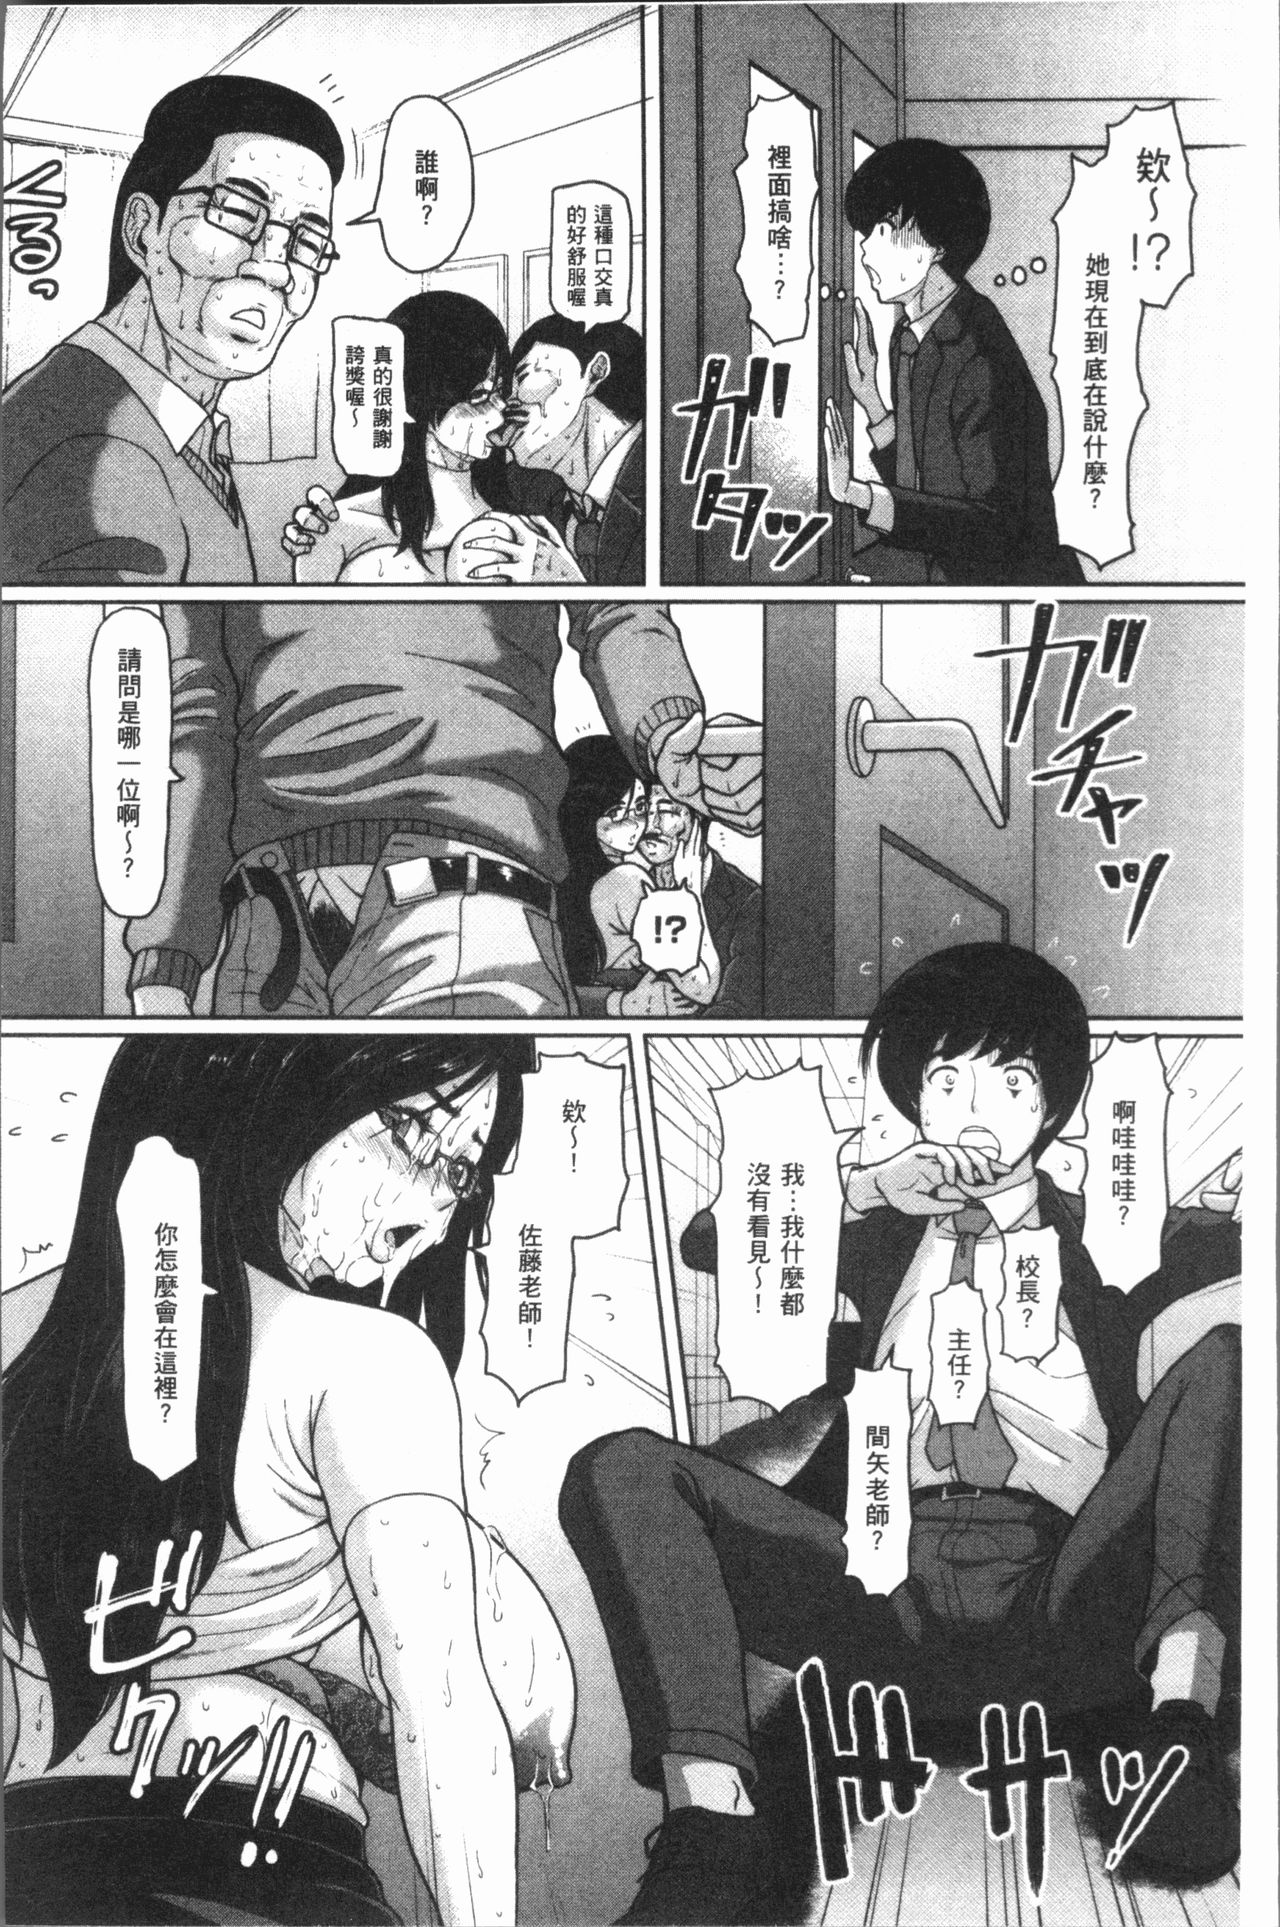 欸～!?
她現在到底在說什麼？
裡面搞啥…？
ガ
タッ
這種口交真
的好舒服喔
誰啊？
真的很謝謝
誇獎喔～
くるっ
ガチャッ
!?
請問是哪一位啊～？
啊哇哇哇？
校長？
主任？
間矢老師？
我…我什麼都
沒有看見～！
ドサッ
欸～！
佐藤老師！
你怎麼會在這裡？
ビ
クッ!!